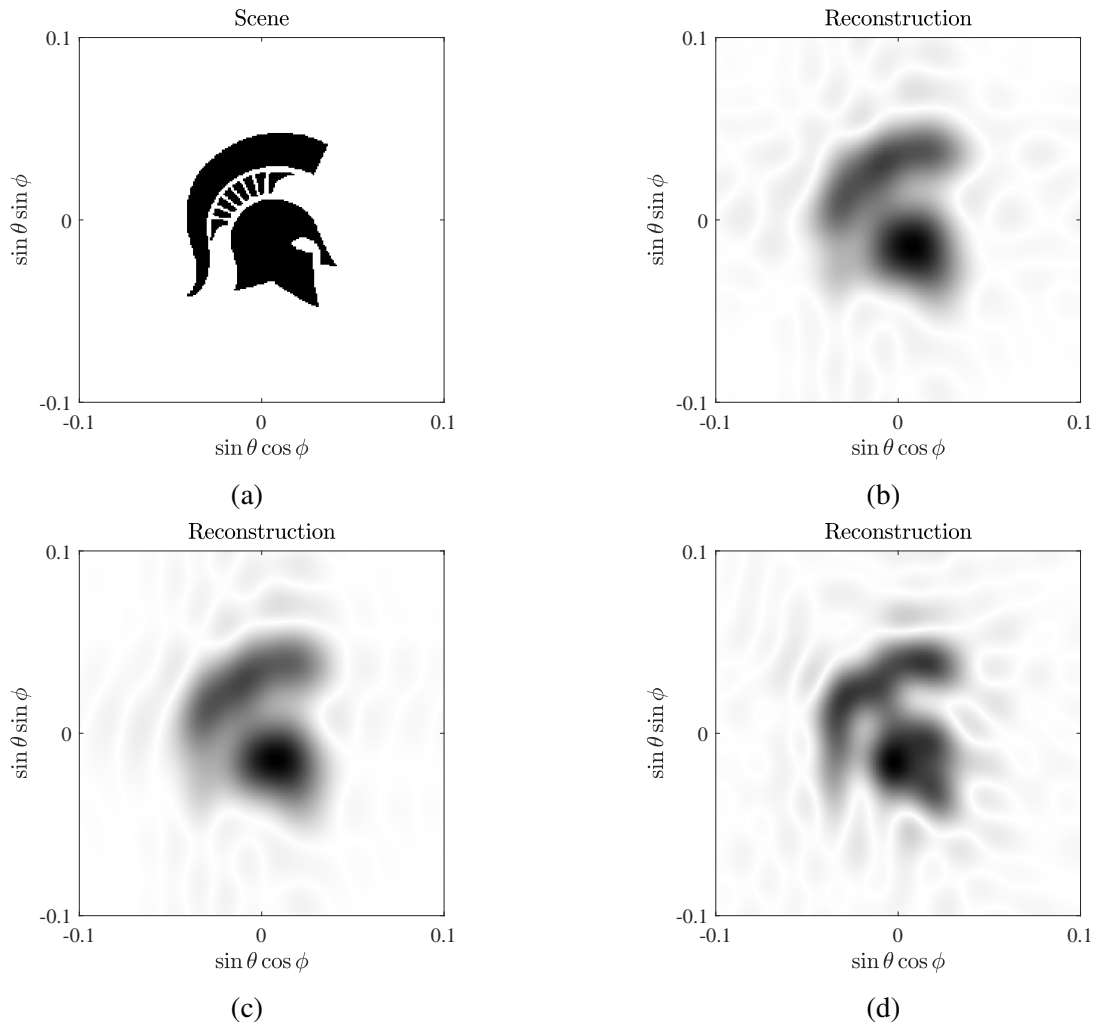 Scene
0.1
sin θ sin φ
0
-0.1
-0.1 0 0.1
sin θ cos φ
(a)
Reconstruction
0.1
sin θ sin φ
0
-0.1
-0.1 0 0.1
sin θ cos φ
(b)
Reconstruction
0.1
sin θ sin φ
0
-0.1
-0.1 0 0.1
sin θ cos φ
(c)
Reconstruction
0.1
sin θ sin φ
0
-0.1
-0.1 0 0.1
sin θ cos φ
(d)